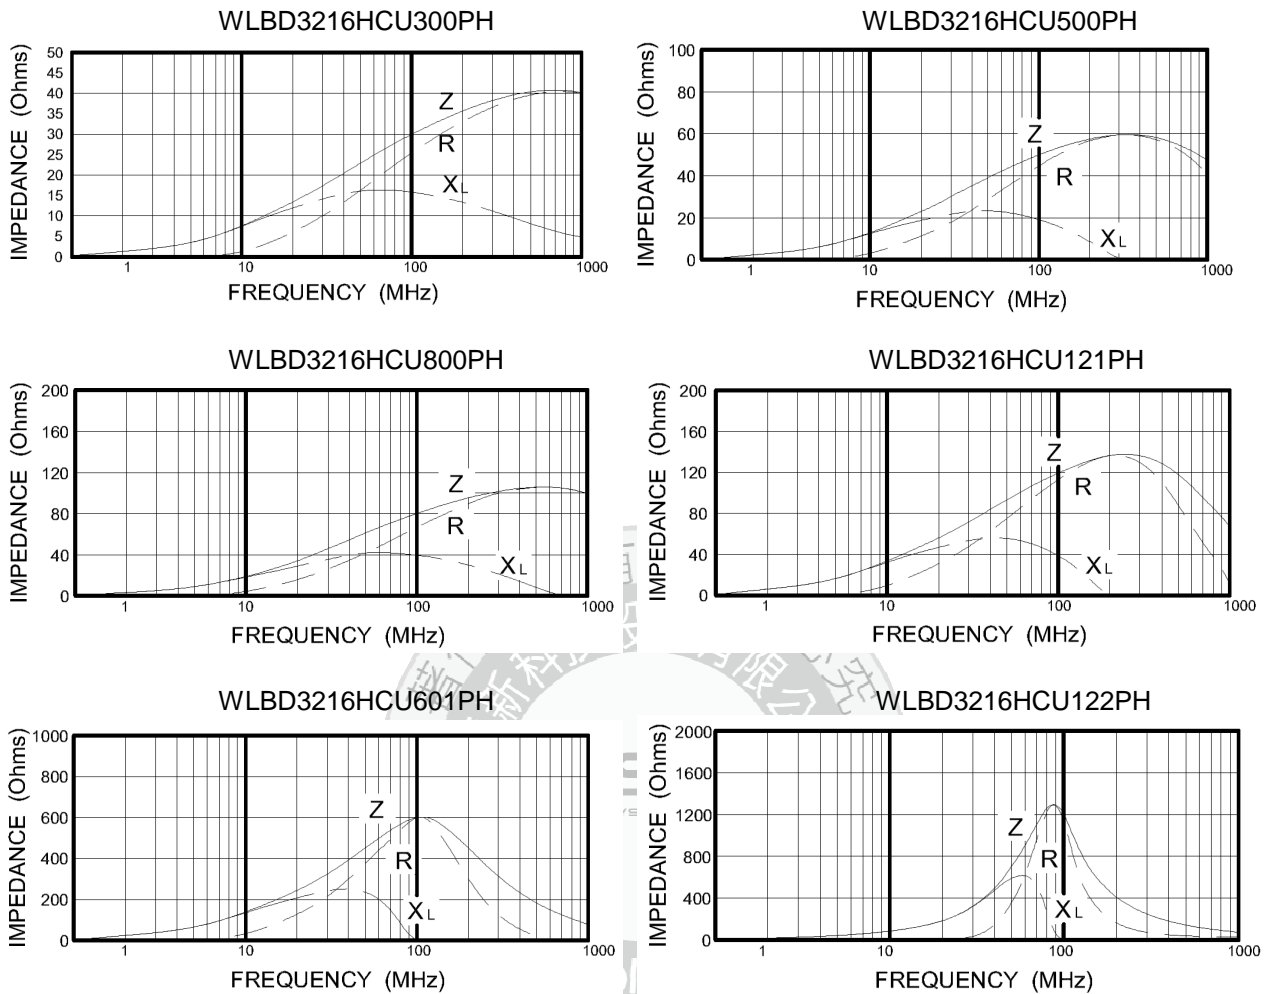 WLBD3216HCU300PH
IMPEDANCE (Ohms)
50
45
40
35
30
25
20
15
10
5
0
Z
R
XL
1
10
100
1000
FREQUENCY (MHz)
WLBD3216HCU500PH
IMPEDANCE (Ohms)
100
80
60
40
20
0
Z
R
XL
1
10
100
1000
FREQUENCY (MHz)
WLBD3216HCU800PH
IMPEDANCE (Ohms)
200
160
120
80
40
0
Z
R
XL
1
10
100
1000
FREQUENCY (MHz)
WLBD3216HCU121PH
IMPEDANCE (Ohms)
200
160
120
80
40
0
Z
R
XL
1
10
100
1000
FREQUENCY (MHz)
WLBD3216HCU601PH
IMPEDANCE (Ohms)
1000
800
600
400
200
0
Z
R
XL
1
10
100
1000
FREQUENCY (MHz)
WLBD3216HCU122PH
IMPEDANCE (Ohms)
2000
1600
1200
800
400
0
Z
R
XL
1
10
100
1000
FREQUENCY (MHz)